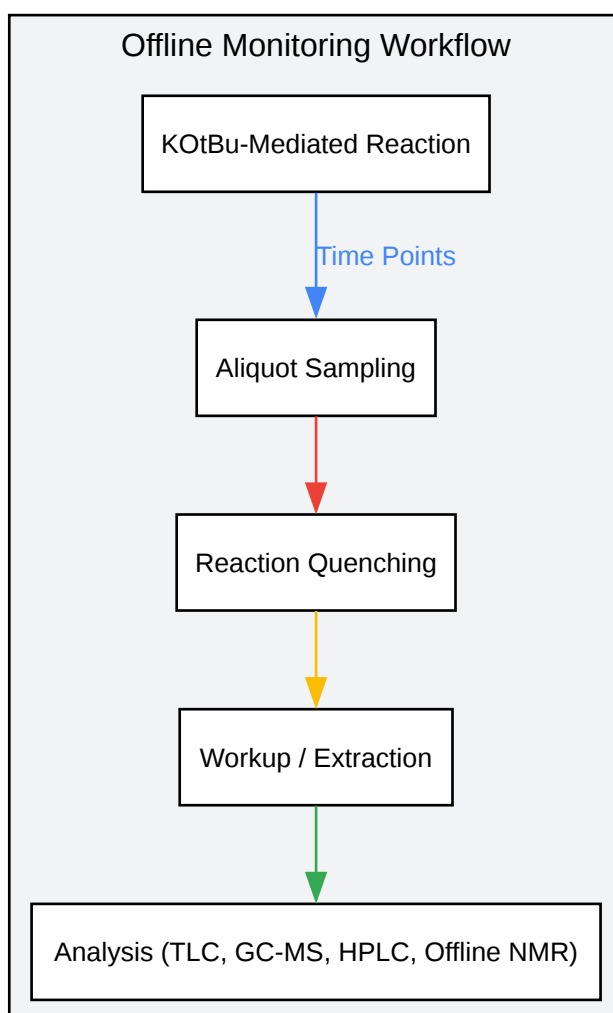 Offline Monitoring Workflow
KOtBu-Mediated Reaction
Time Points
Aliquot Sampling
Reaction Quenching
Workup / Extraction
Analysis (TLC, GC-MS, HPLC, Offline NMR)